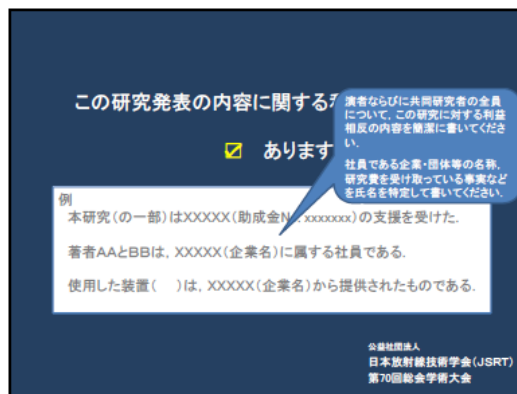 この研究発表の内容に関する
✓ あります
演者ならびに共同研究者の全員
について，この研究に対する利益
相反の内容を簡潔に書いてくださ
い．
社員である企業・団体等の名称，
研究費を受け取っている事実など
を氏名を特定して書いてください．
例
本研究（の一部）はXXXXX（助成金N．xxxxxxx）の支援を受けた．
著者AAとBBは，XXXXX（企業名）に属する社員である．
使用した装置（　）は，XXXXX（企業名）から提供されたものである．
公益社団法人
日本放射線技術学会（JSRT）
第70回総会学術大会